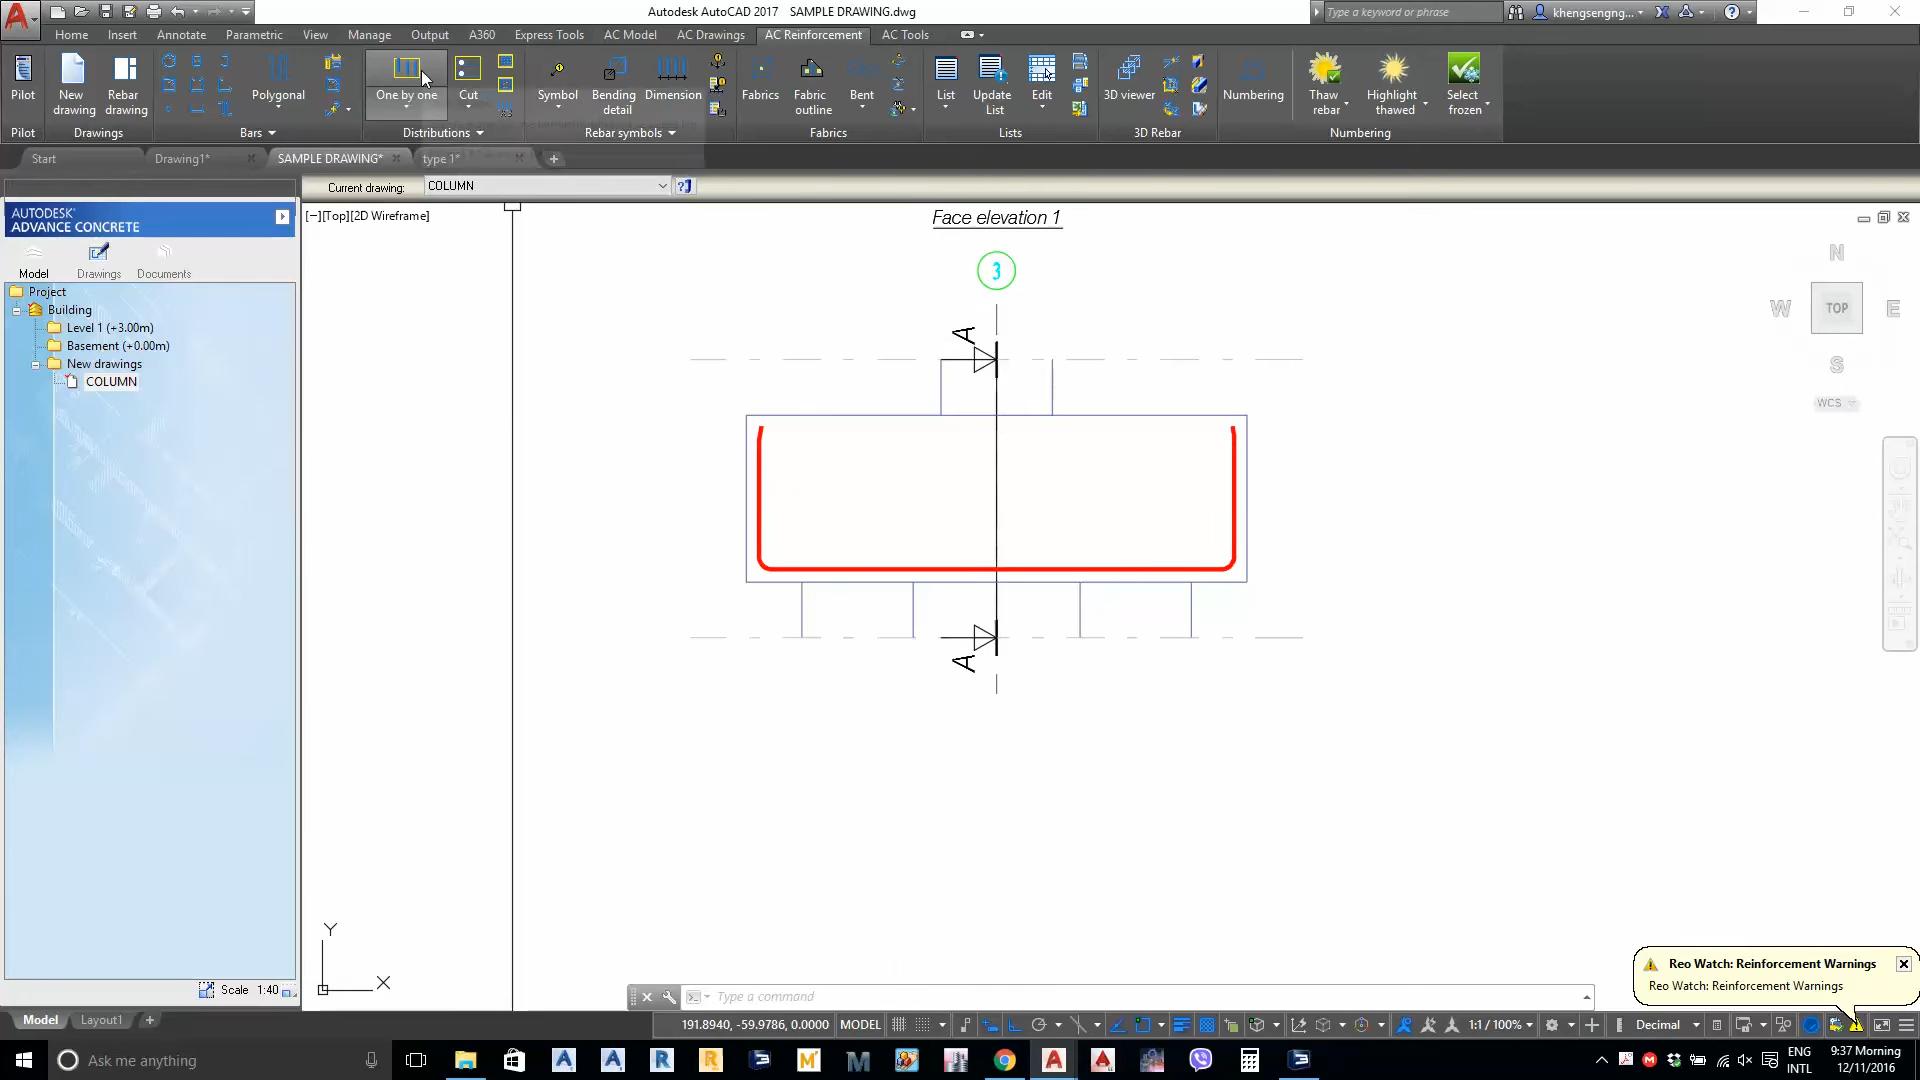 Autodesk AutoCAD 2017 SAMPLE DRAWING.dwg
Type a keyword or phrase
khengsengng...
Home Insert Annotate Parametric View Manage Output A360 Express Tools AC Model AC Drawings AC Reinforcement AC Tools
Pilot
New drawing
Rebar drawing
Polygonal
One by one
Cut
Symbol
Bending detail
Dimension
Fabrics
Fabric outline
Bent
List
Update List
Edit
3D viewer
Numbering
Thaw rebar
Highlight thawed
Select frozen
Pilot Drawings Bars Distributions Rebar symbols Fabrics Lists 3D Rebar Numbering
Start Drawing1* SAMPLE DRAWING* type 1*
Current drawing: COLUMN
AUTODESK®
ADVANCE CONCRETE
Model Drawings Documents
Project
Building
Level 1 (+3.00m)
Basement (+0.00m)
New drawings
COLUMN
Scale 1:40
[−][Top][2D Wireframe]
Face elevation 1
3
A
A
N
W TOP E
S
WCS
Y
X
Type a command
Reo Watch: Reinforcement Warnings
Reo Watch: Reinforcement Warnings
Model Layout1
191.8940, -59.9786, 0.0000 MODEL 1:1 / 100% Decimal
Ask me anything
ENG
INTL
9:37 Morning
12/11/2016